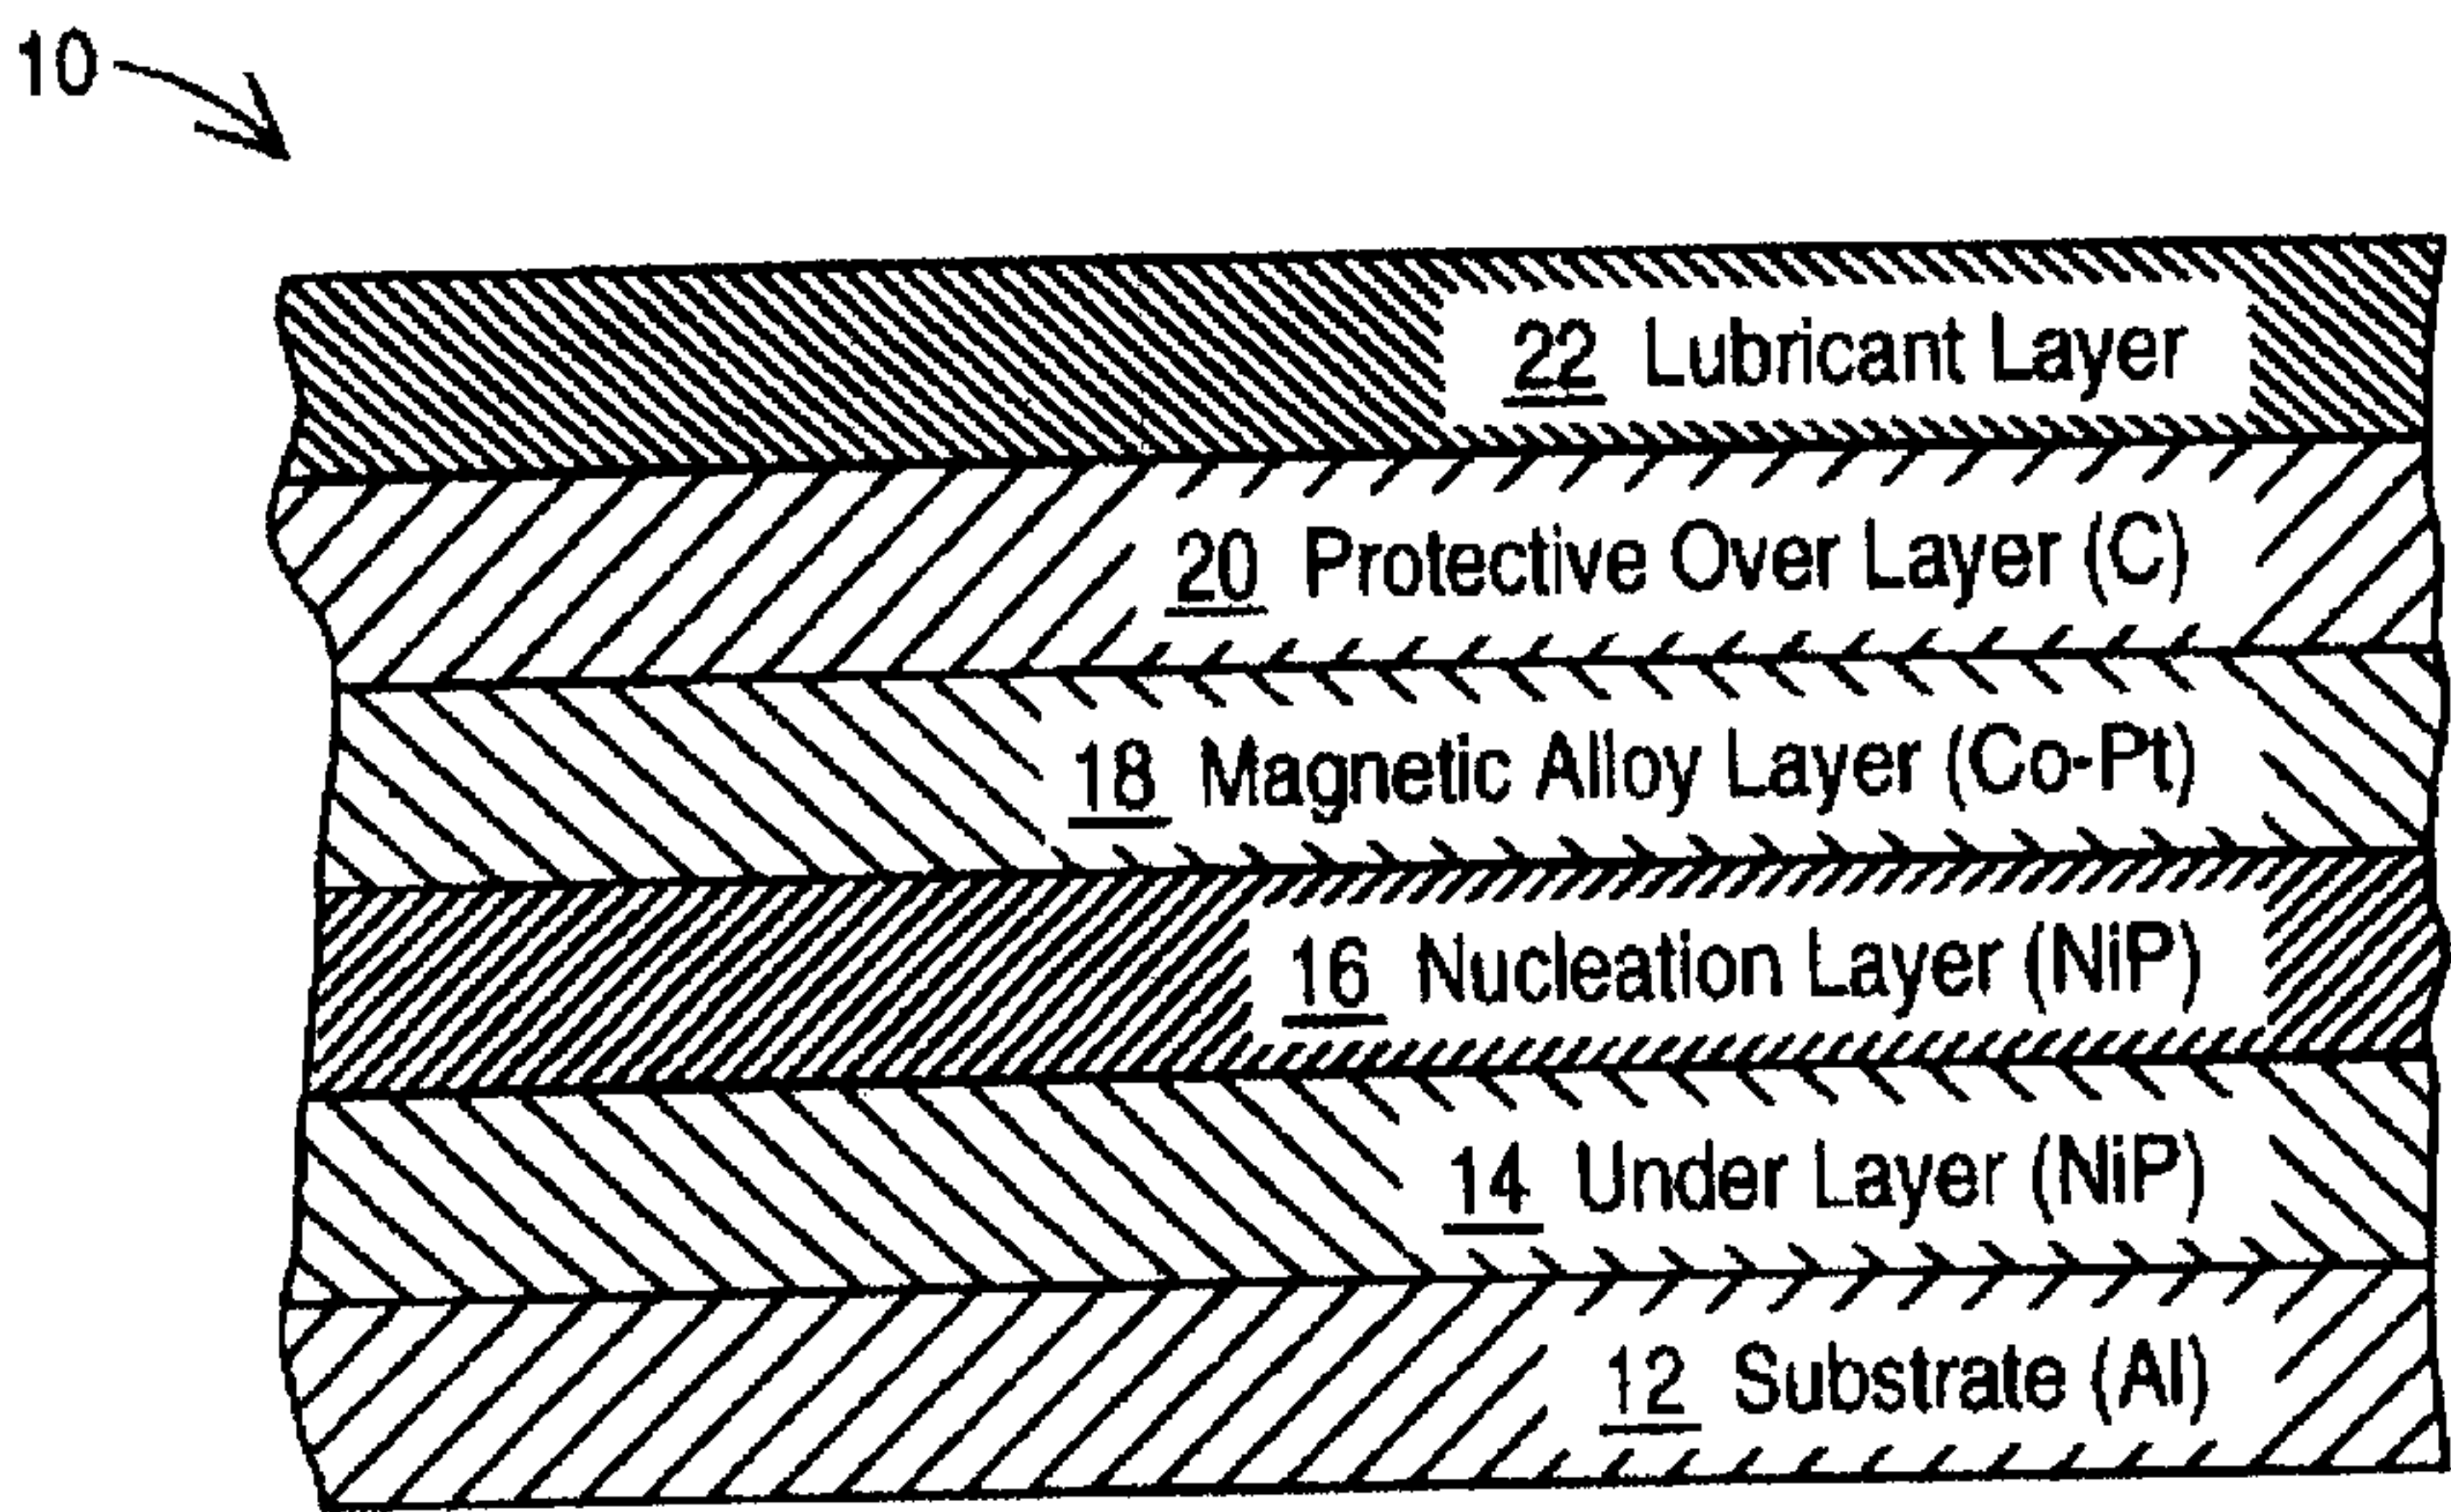 10
22 Lubricant Layer
20 Protective Over Layer (C)
18 Magnetic Alloy Layer (Co-Pt)
16 Nucleation Layer (NiP)
14 Under Layer (NiP)
12 Substrate (Al)